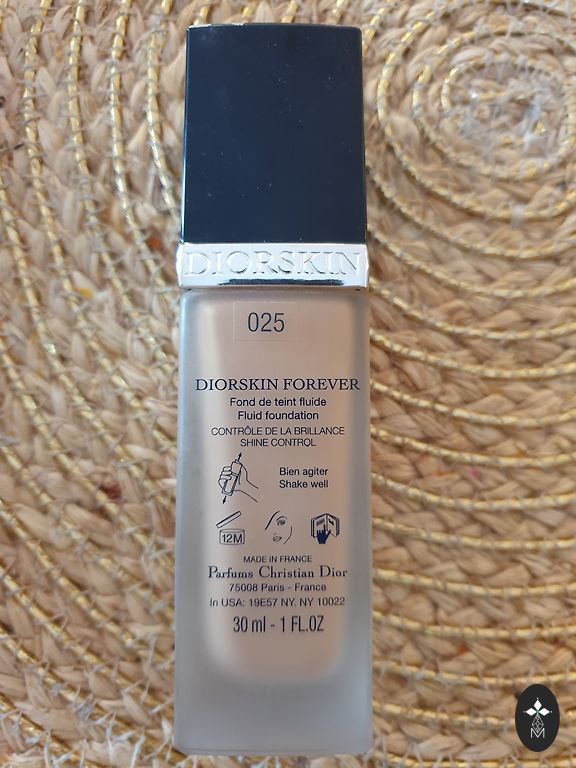 DIORSKIN
025
DIORSKIN FOREVER
Fond de teint fluide
Fluid foundation
CONTRÔLE DE LA BRILLANCE
SHINE CONTROL
Bien agiter
Shake well
12M
MADE IN FRANCE
Parfums Christian Dior
75008 Paris - France
In USA: 19E57 NY. NY 10022
30 ml - 1 FL.OZ
M